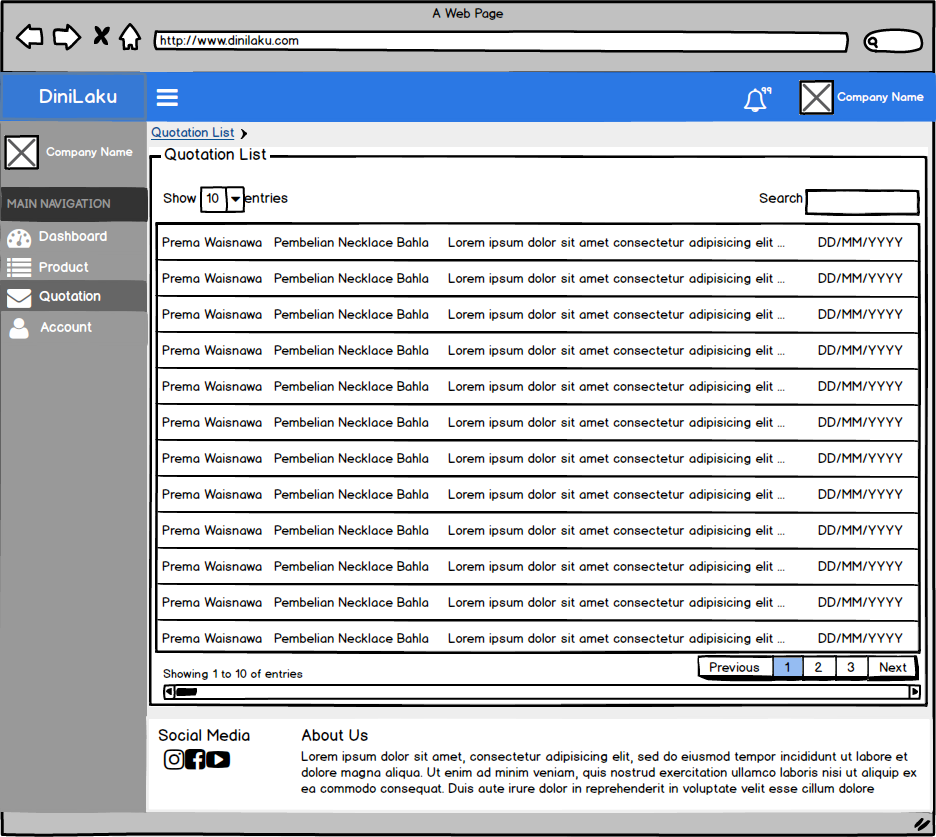 A Web Page
http://www.dinilaku.com
DiniLaku
99
Company Name
Company Name
MAIN NAVIGATION
Dashboard
Product
Quotation
Account
Quotation List
Quotation List
Show 10 entries Search
Prema Waisnawa Pembelian Necklace Bahla Lorem ipsum dolor sit amet consectetur adipisicing elit ... DD/MM/YYYY
Prema Waisnawa Pembelian Necklace Bahla Lorem ipsum dolor sit amet consectetur adipisicing elit ... DD/MM/YYYY
Prema Waisnawa Pembelian Necklace Bahla Lorem ipsum dolor sit amet consectetur adipisicing elit ... DD/MM/YYYY
Prema Waisnawa Pembelian Necklace Bahla Lorem ipsum dolor sit amet consectetur adipisicing elit ... DD/MM/YYYY
Prema Waisnawa Pembelian Necklace Bahla Lorem ipsum dolor sit amet consectetur adipisicing elit ... DD/MM/YYYY
Prema Waisnawa Pembelian Necklace Bahla Lorem ipsum dolor sit amet consectetur adipisicing elit ... DD/MM/YYYY
Prema Waisnawa Pembelian Necklace Bahla Lorem ipsum dolor sit amet consectetur adipisicing elit ... DD/MM/YYYY
Prema Waisnawa Pembelian Necklace Bahla Lorem ipsum dolor sit amet consectetur adipisicing elit ... DD/MM/YYYY
Prema Waisnawa Pembelian Necklace Bahla Lorem ipsum dolor sit amet consectetur adipisicing elit ... DD/MM/YYYY
Prema Waisnawa Pembelian Necklace Bahla Lorem ipsum dolor sit amet consectetur adipisicing elit ... DD/MM/YYYY
Prema Waisnawa Pembelian Necklace Bahla Lorem ipsum dolor sit amet consectetur adipisicing elit ... DD/MM/YYYY
Prema Waisnawa Pembelian Necklace Bahla Lorem ipsum dolor sit amet consectetur adipisicing elit ... DD/MM/YYYY
Showing 1 to 10 of entries Previous 1 2 3 Next
Social Media
About Us
Lorem ipsum dolor sit amet, consectetur adipisicing elit, sed do eiusmod tempor incididunt ut labore et
dolore magna aliqua. Ut enim ad minim veniam, quis nostrud exercitation ullamco laboris nisi ut aliquip ex
ea commodo consequat. Duis aute irure dolor in reprehenderit in voluptate velit esse cillum dolore